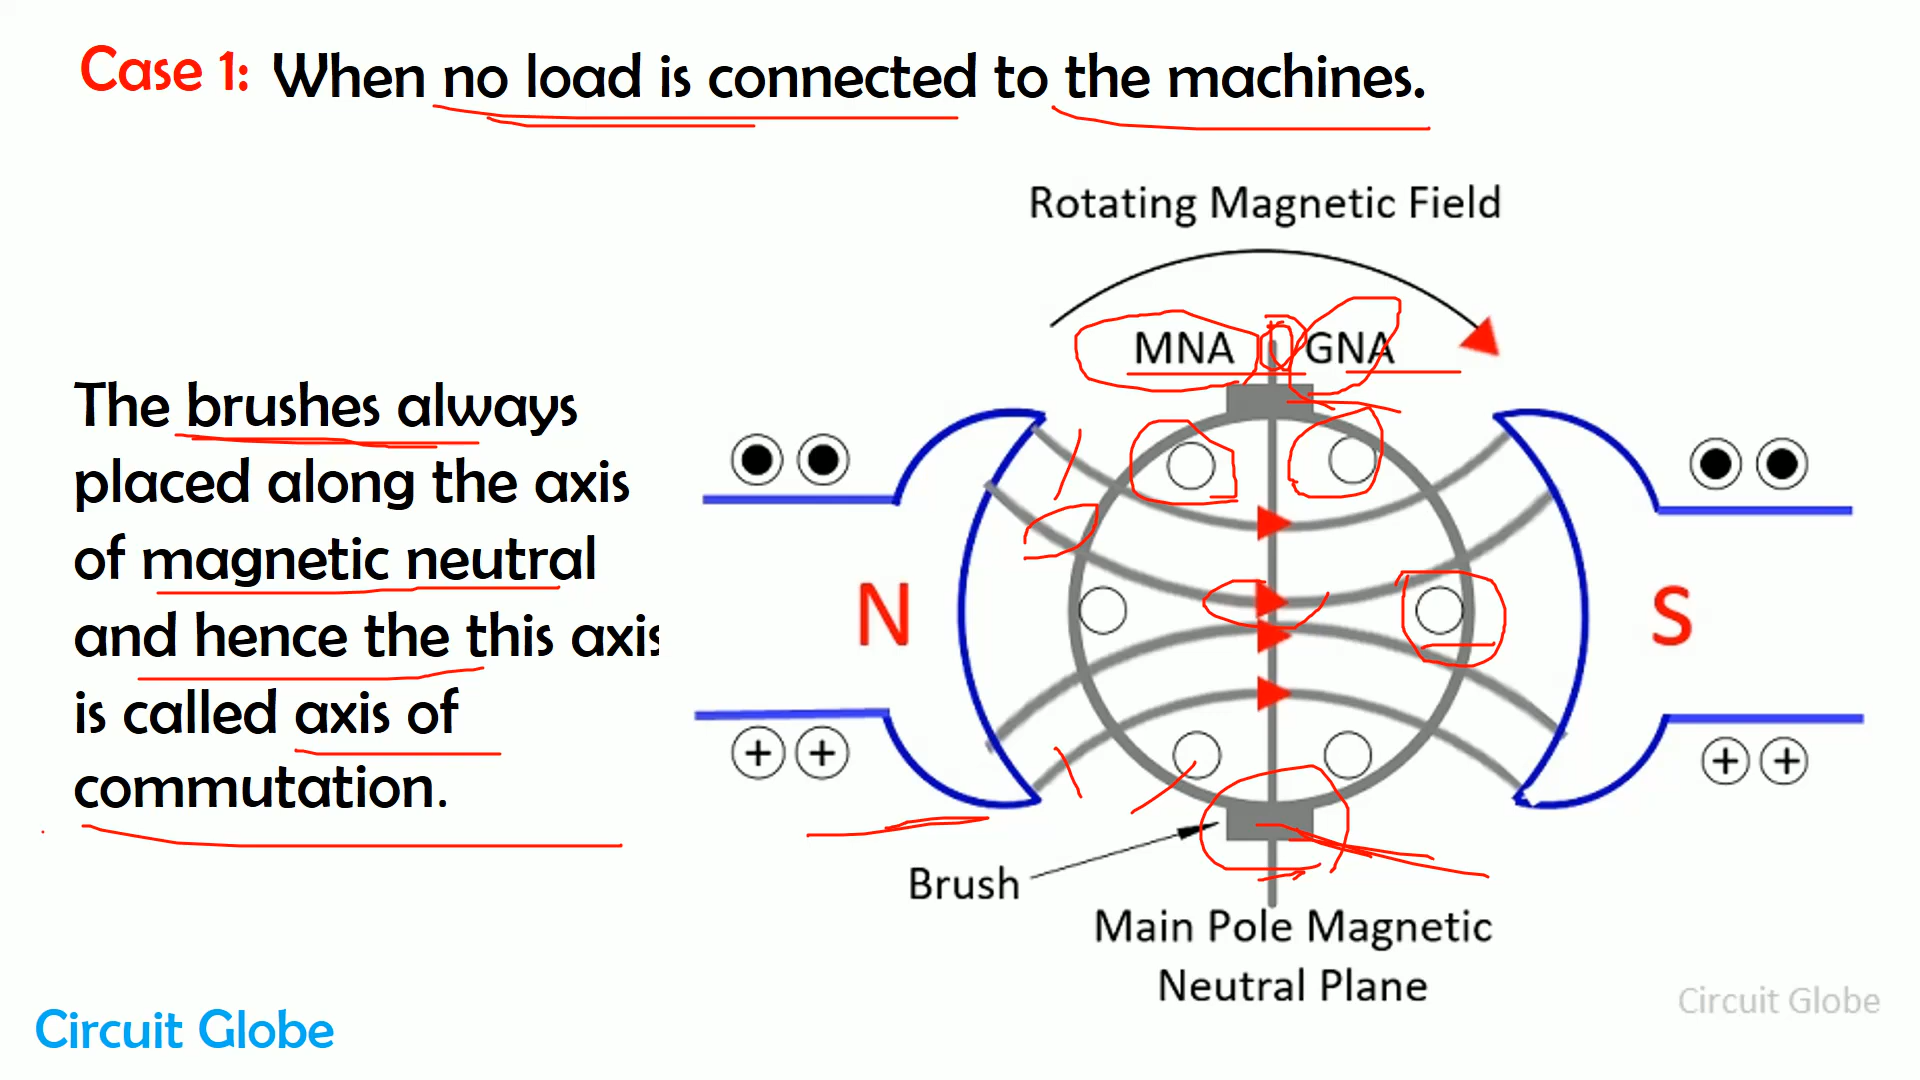 Case 1: When no load is connected to the machines.
Rotating Magnetic Field
MNA GNA
The brushes always
placed along the axis
of magnetic neutral
and hence the this axis
is called axis of
commutation.
N
S
+ +
+ +
Brush
Main Pole Magnetic
Neutral Plane
Circuit Globe
Circuit Globe